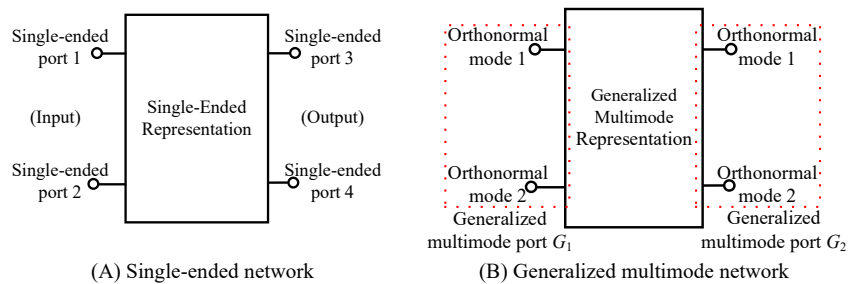 Single-ended
port 1
(Input)
Single-ended
port 2
Single-Ended
Representation
Single-ended
port 3
(Output)
Single-ended
port 4
(A) Single-ended network
Orthonormal
mode 1
Orthonormal
mode 2
Generalized
multimode port G1
Generalized
Multimode
Representation
Orthonormal
mode 1
Orthonormal
mode 2
Generalized
multimode port G2
(B) Generalized multimode network